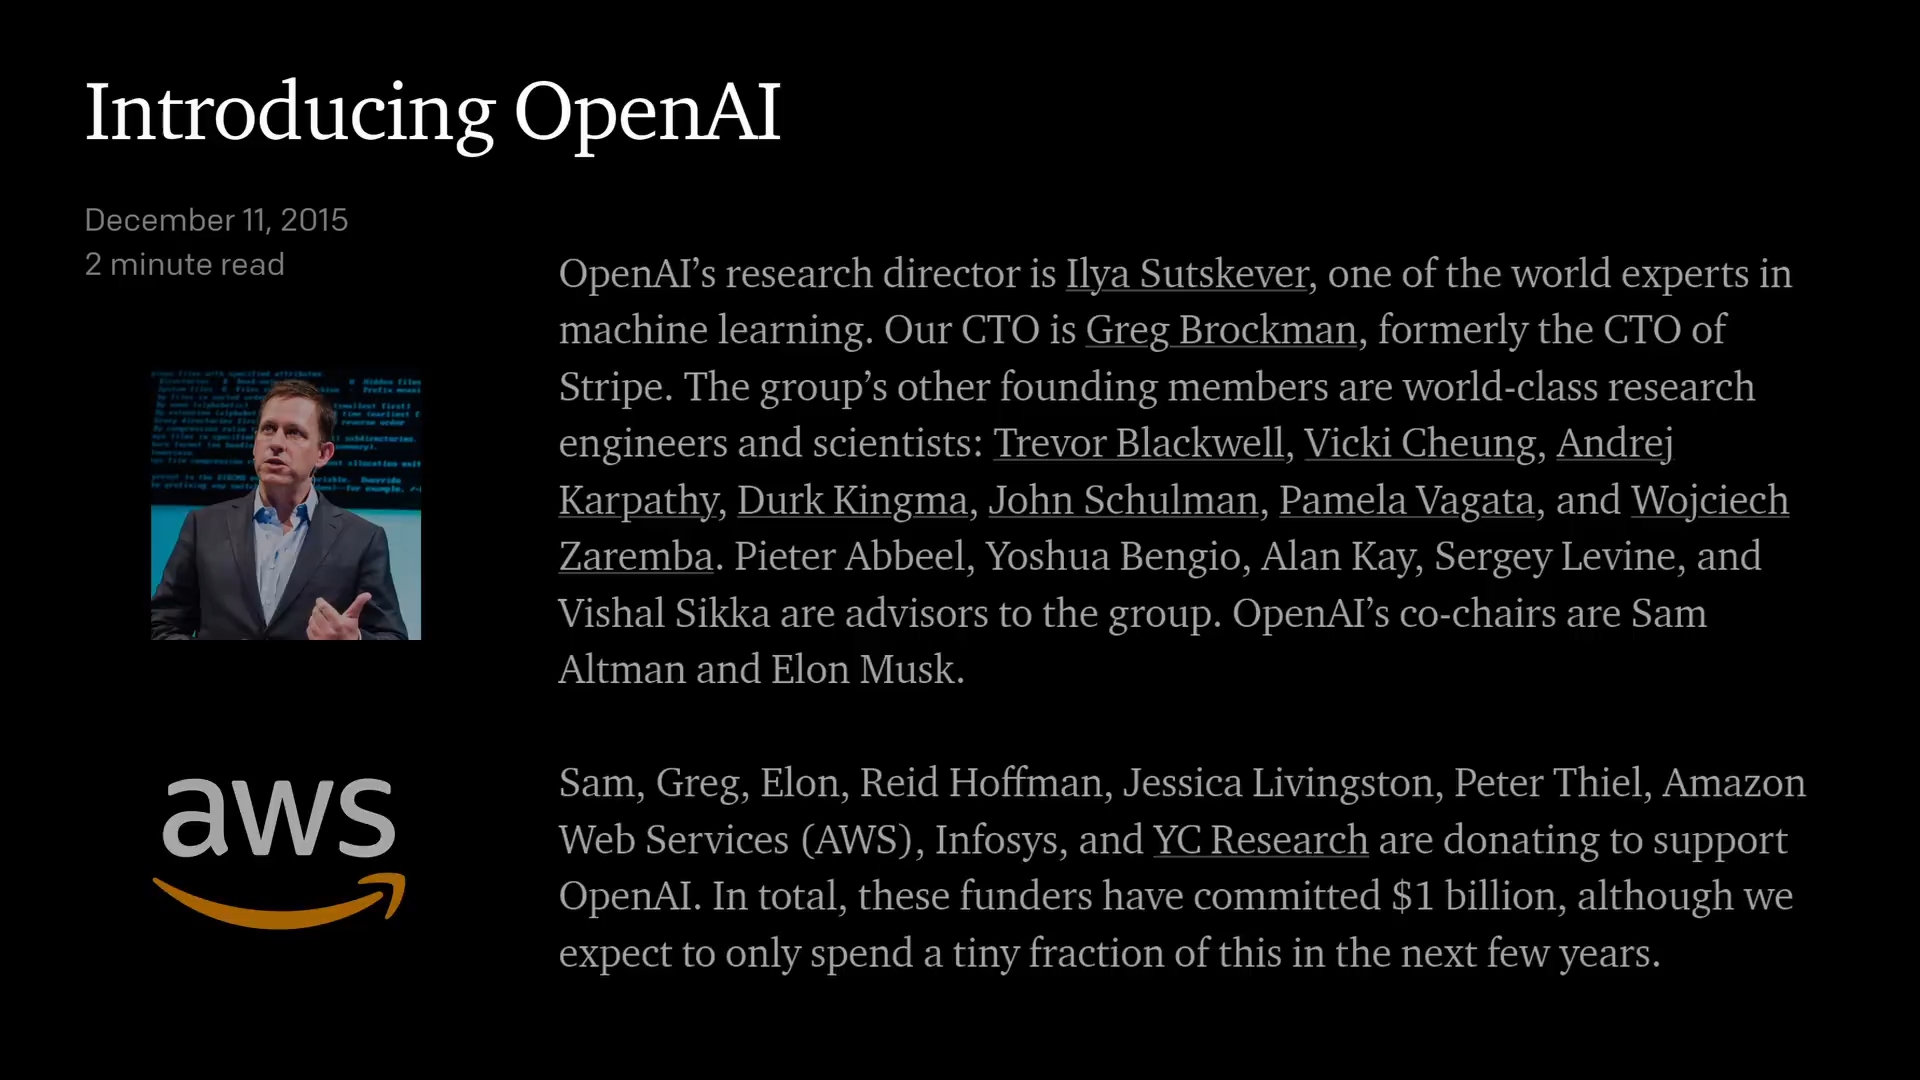 Introducing OpenAI
December 11, 2015
2 minute read
OpenAI’s research director is Ilya Sutskever, one of the world experts in
machine learning. Our CTO is Greg Brockman, formerly the CTO of
Stripe. The group’s other founding members are world-class research
engineers and scientists: Trevor Blackwell, Vicki Cheung, Andrej
Karpathy, Durk Kingma, John Schulman, Pamela Vagata, and Wojciech
Zaremba. Pieter Abbeel, Yoshua Bengio, Alan Kay, Sergey Levine, and
Vishal Sikka are advisors to the group. OpenAI’s co-chairs are Sam
Altman and Elon Musk.
aws
Sam, Greg, Elon, Reid Hoffman, Jessica Livingston, Peter Thiel, Amazon
Web Services (AWS), Infosys, and YC Research are donating to support
OpenAI. In total, these funders have committed $1 billion, although we
expect to only spend a tiny fraction of this in the next few years.